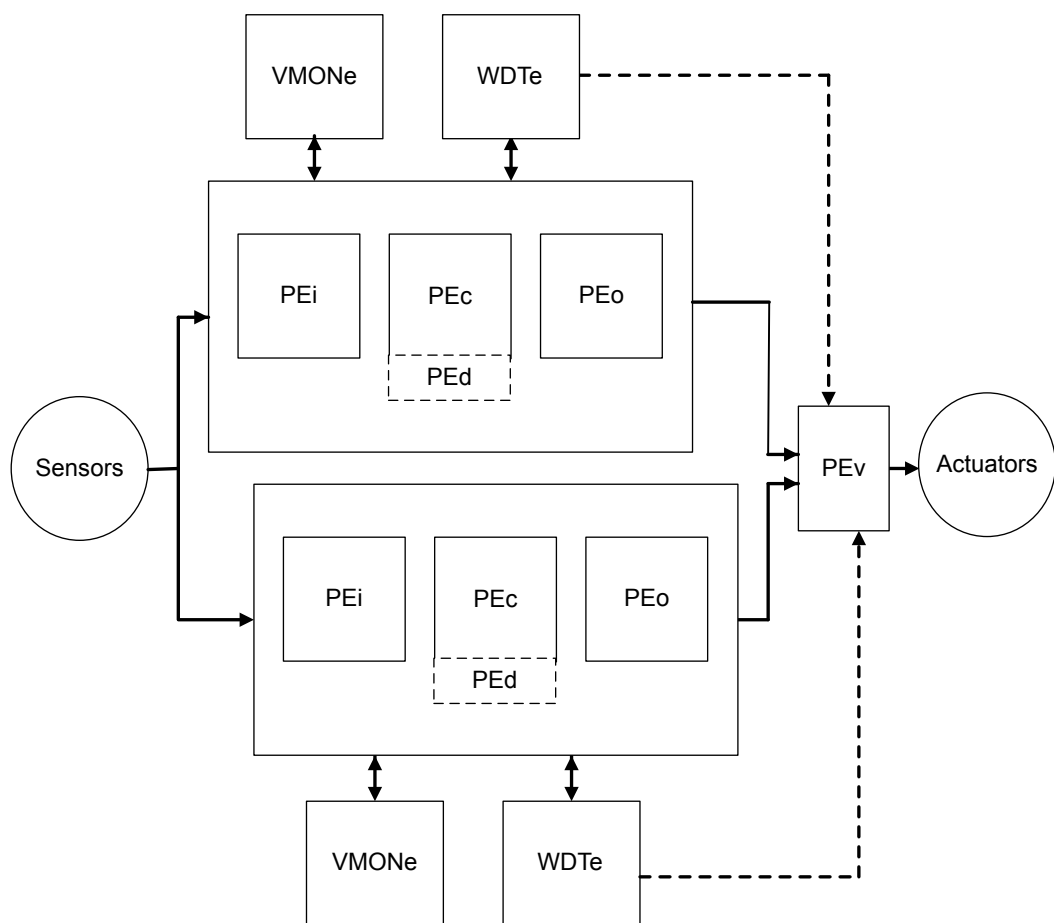 VMONe
WDTe
PEi
PEc
PEo
PEd
Sensors
PEv
Actuators
PEi
PEc
PEo
PEd
VMONe
WDTe